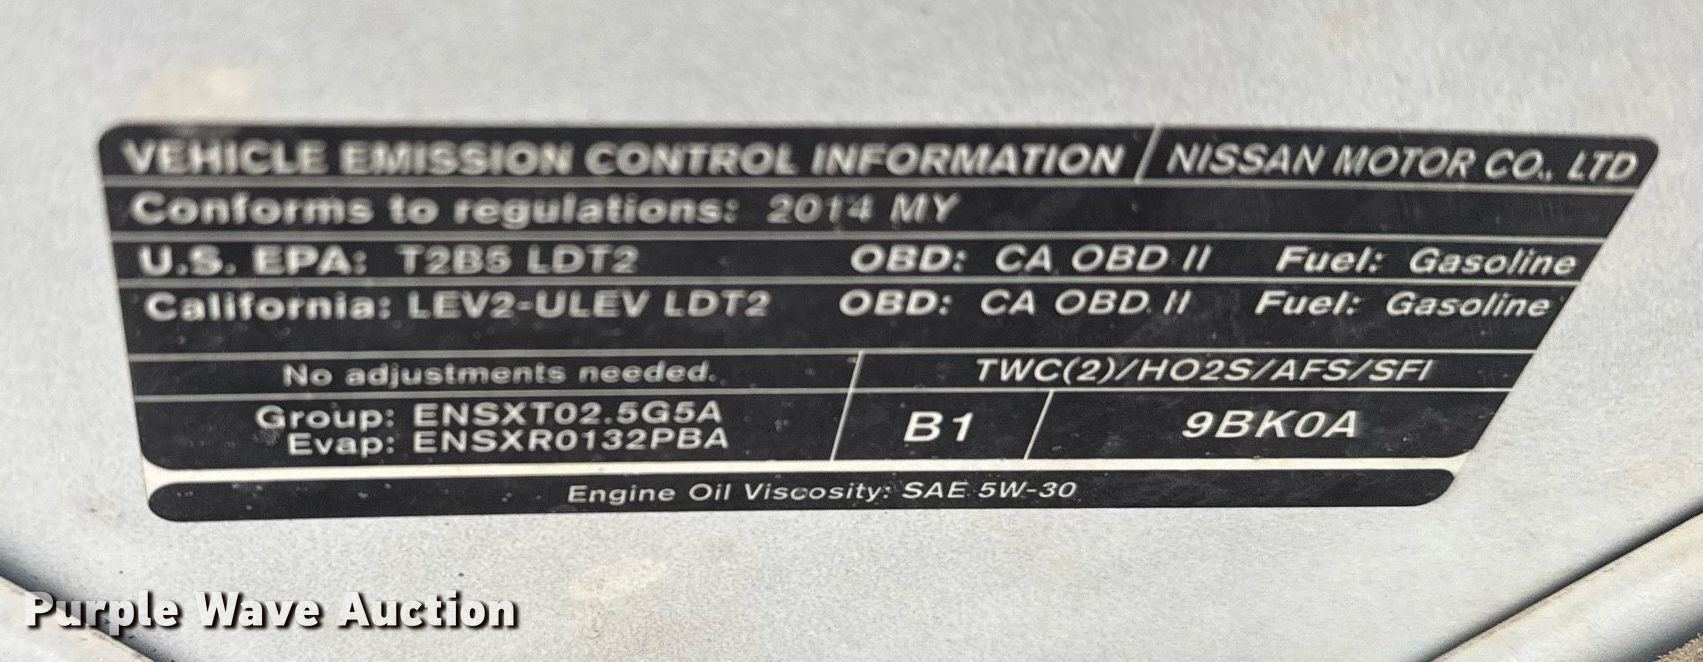 VEHICLE EMISSION CONTROL INFORMATION NISSAN MOTOR CO., LTD
Conforms to regulations: 2014 MY
U.S. EPA: T2B5 LDT2 OBD: CA OBD II Fuel: Gasoline
California: LEV2-ULEV LDT2 OBD: CA OBD II Fuel: Gasoline
No adjustments needed. TWC(2)/HO2S/AFS/SFI
Group: ENSXT02.5G5A
Evap: ENSXR0132PBA
B1 9BK0A
Engine Oil Viscosity: SAE 5W-30
Purple Wave Auction